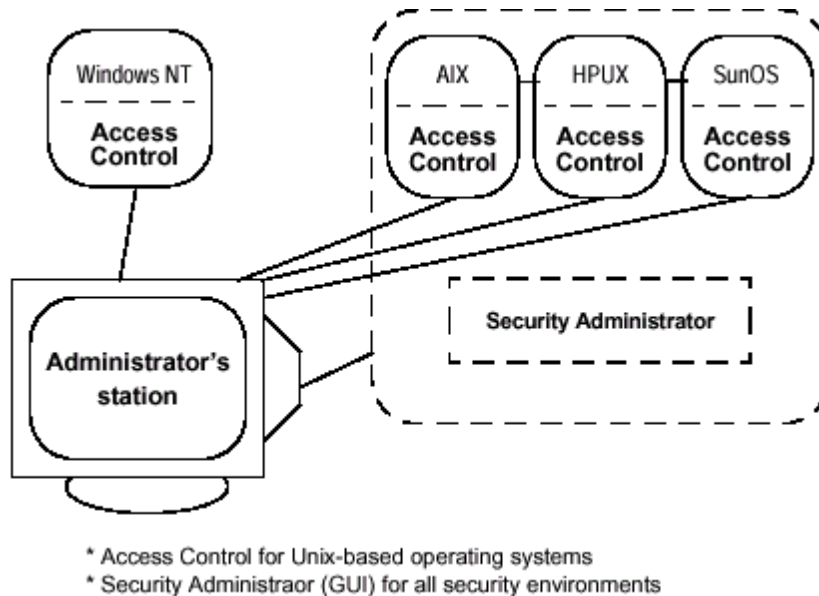 Windows NT
Access
Control
AIX
Access
Control
HPUX
Access
Control
SunOS
Access
Control
Security Administrator
Administrator's
station
* Access Control for Unix-based operating systems
* Security Administraor (GUI) for all security environments